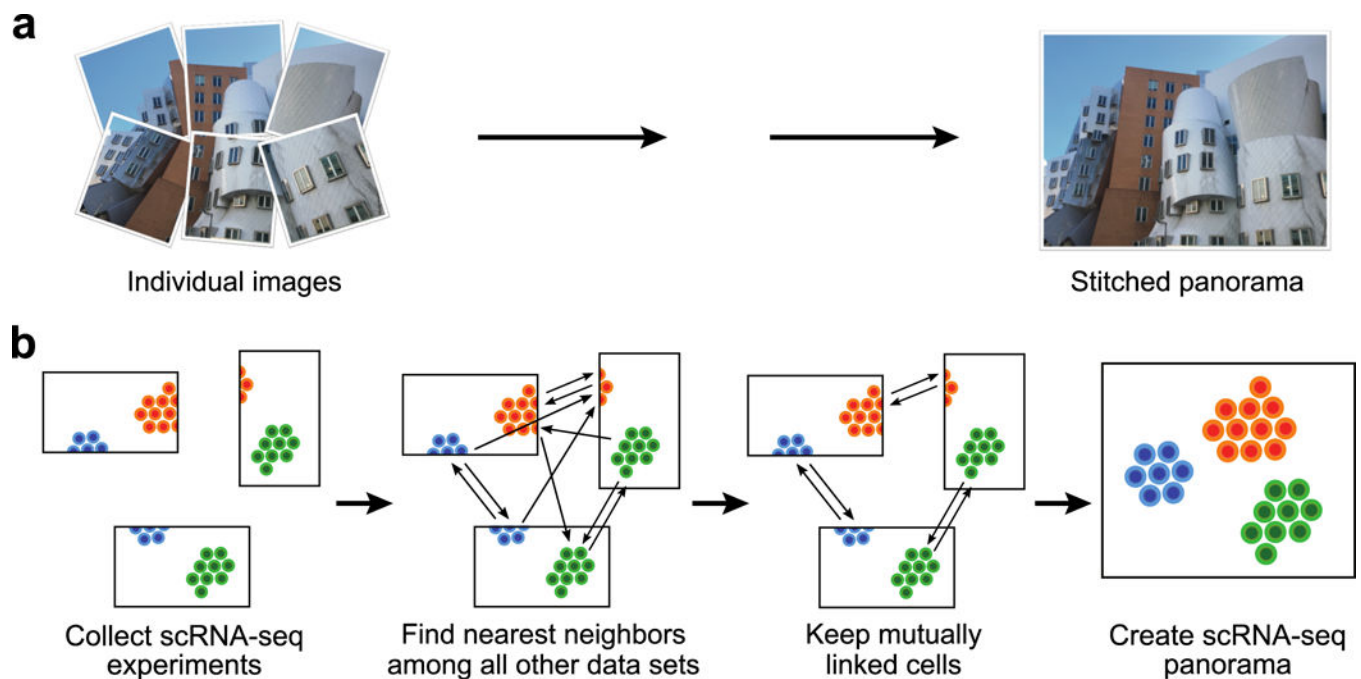 a
Individual images
Stitched panorama
b
Collect scRNA-seq
experiments
Find nearest neighbors
among all other data sets
Keep mutually
linked cells
Create scRNA-seq
panorama